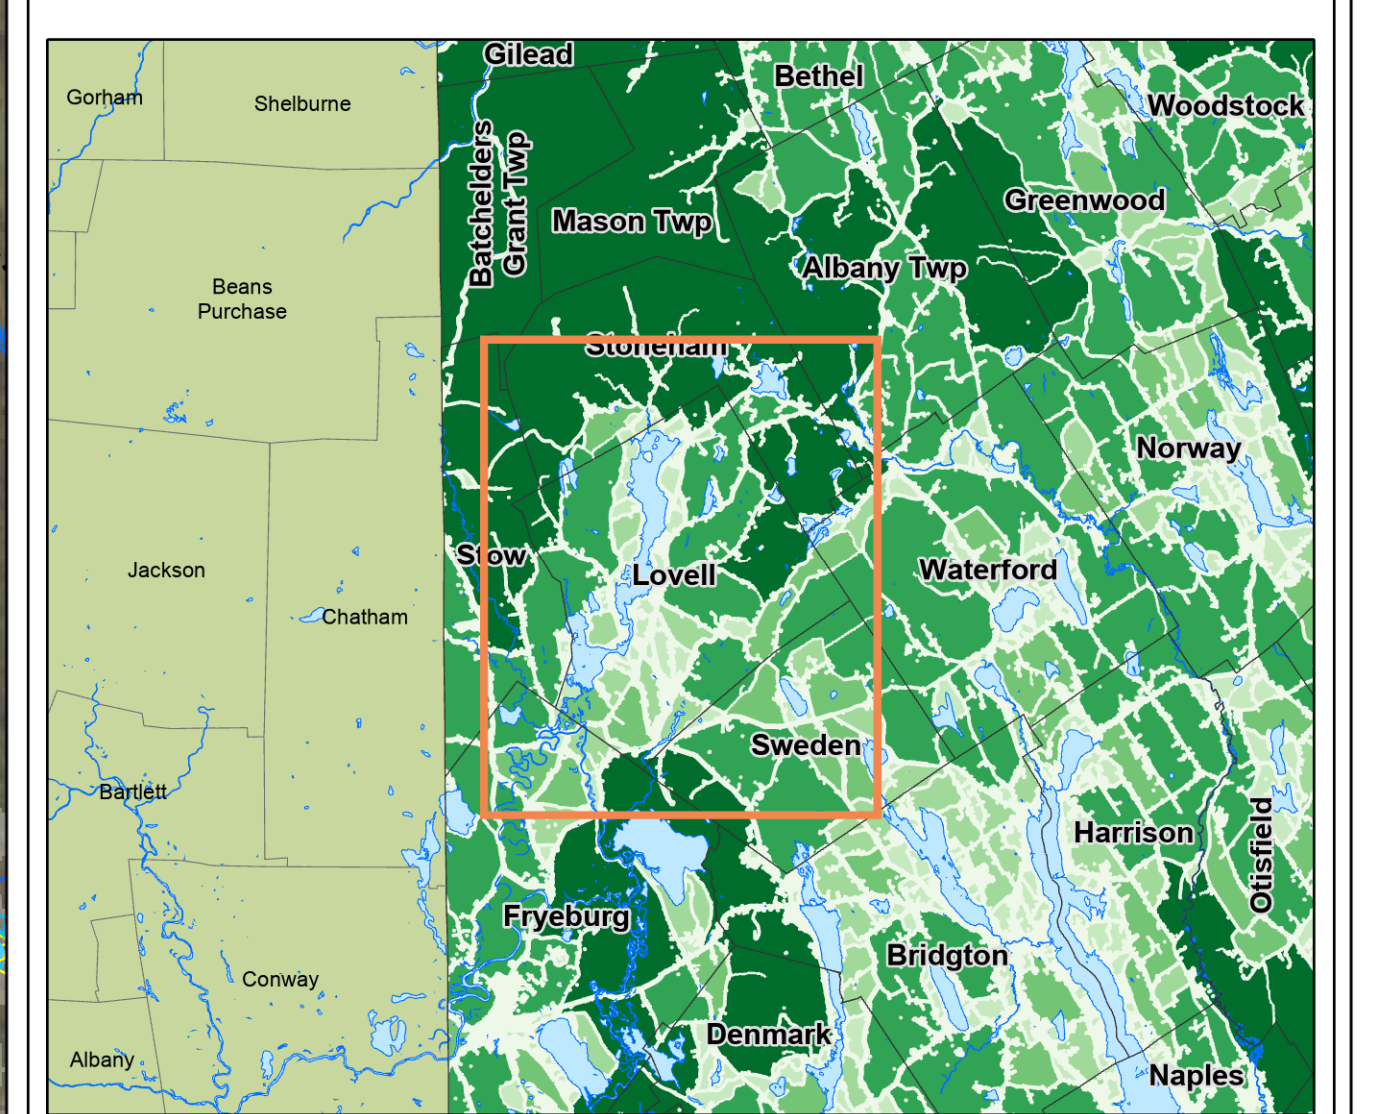 Gilead
Bethel
Gorham
Shelburne
Woodstock
Batchelders
Grant Twp
Greenwood
Mason Twp
Albany Twp
Beans
Purchase
Stoneham
Norway
Stow
Jackson
Lovell
Waterford
Chatham
Sweden
Bartlett
Harrison
Otisfield
Fryeburg
Bridgton
Conway
Denmark
Albany
Naples